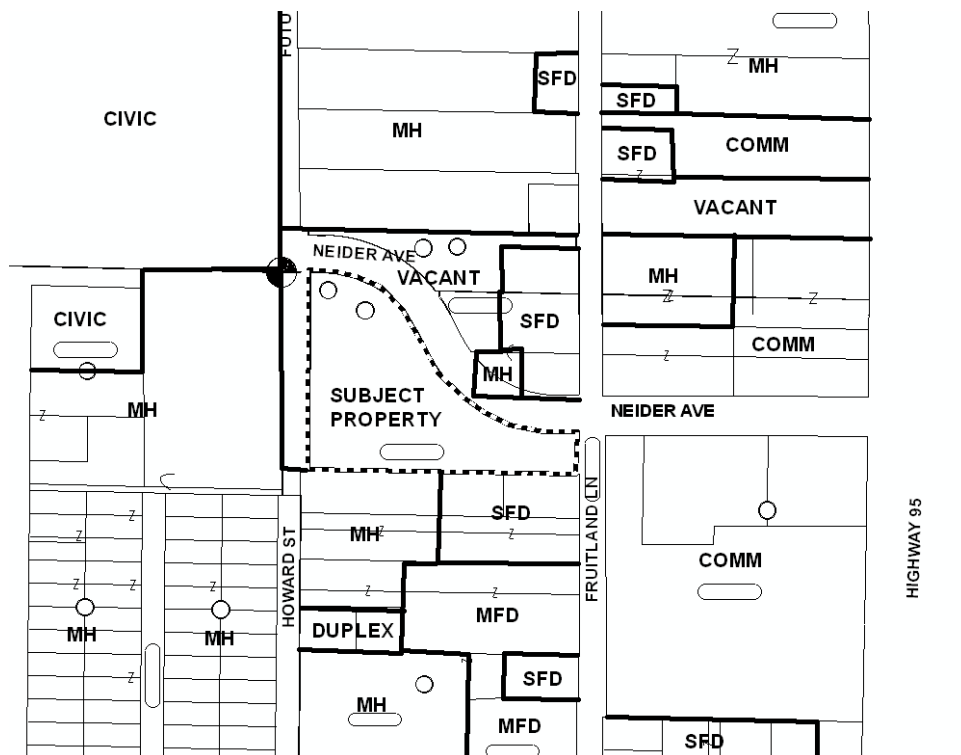 FUTU
SFD
MH
SFD
CIVIC
MH
COMM
SFD
VACANT
NEIDER AVE
VACANT
MH
CIVIC
SFD
COMM
MH
SUBJECT
PROPERTY
MH
NEIDER AVE
SFD
MH
HOWARD ST
FRUITLAND LN
HIGHWAY 95
COMM
MFD
DUPLEX
MH
MH
SFD
MH
MFD
SFD